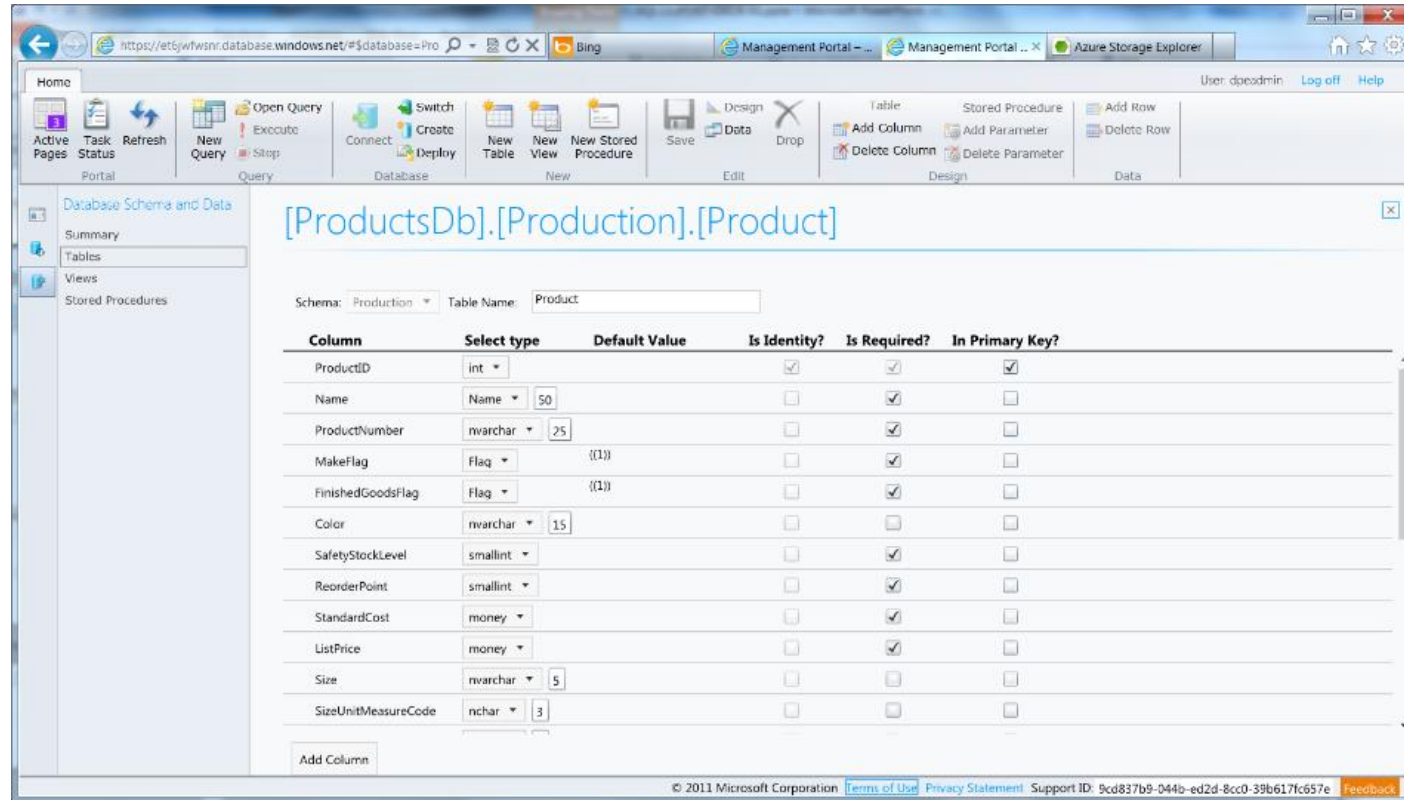 https://et6jwfwsnr.database.windows.net/#$database=Pro
Bing
Management Portal – ...
Management Portal ...
Azure Storage Explorer
Home
User: dpeadmin Log off Help
Active Pages
Task Status
Refresh
Portal
New Query
Open Query
Execute
Stop
Query
Connect
Switch
Create
Deploy
Database
New Table
New View
New Stored Procedure
New
Save
Design
Data
Drop
Edit
Table
Add Column
Delete Column
Stored Procedure
Add Parameter
Delete Parameter
Design
Add Row
Delete Row
Data
Database Schema and Data
Summary
Tables
Views
Stored Procedures
[ProductsDb].[Production].[Product]
Schema: Production Table Name: Product
Column Select type Default Value Is Identity? Is Required? In Primary Key?
ProductID int
Name Name 50
ProductNumber nvarchar 25
MakeFlag Flag ((1))
FinishedGoodsFlag Flag ((1))
Color nvarchar 15
SafetyStockLevel smallint
ReorderPoint smallint
StandardCost money
ListPrice money
Size nvarchar 5
SizeUnitMeasureCode nchar 3
Add Column
© 2011 Microsoft Corporation Terms of Use Privacy Statement Support ID: 9cd837b9-044b-ed2d-8cc0-39b617fc657e Feedback